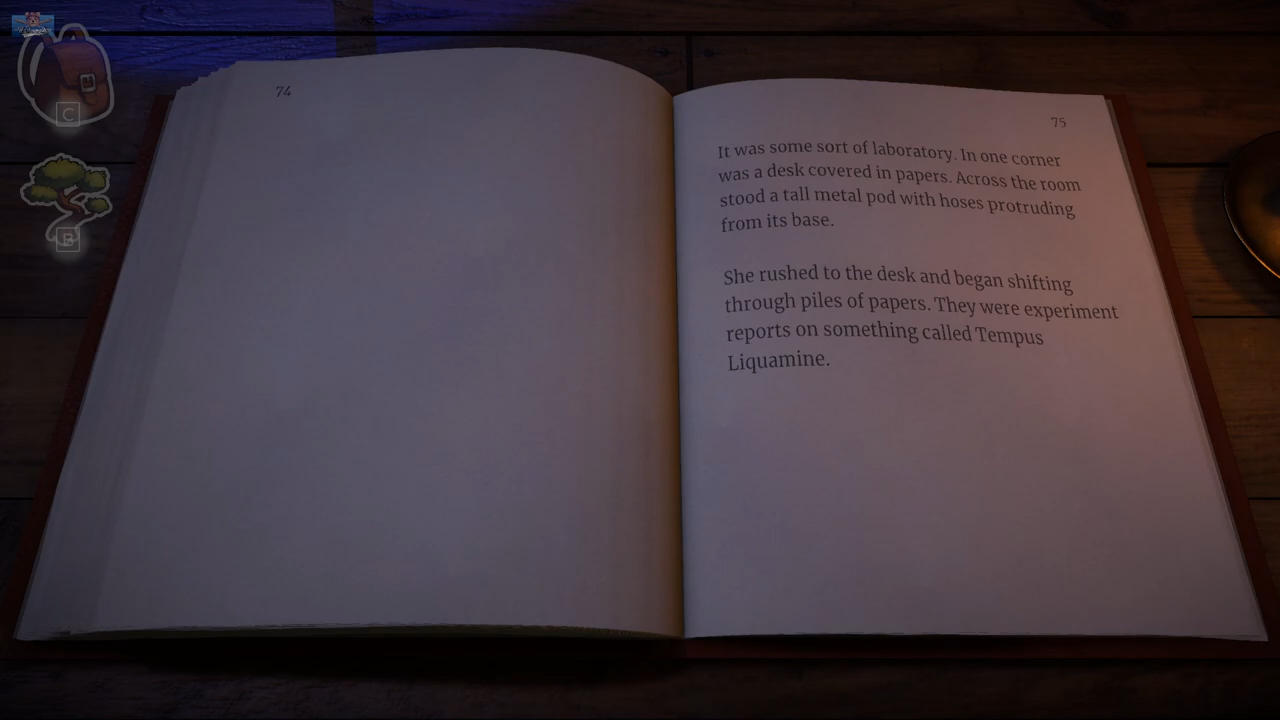 C
B
74
75
It was some sort of laboratory. In one corner
was a desk covered in papers. Across the room
stood a tall metal pod with hoses protruding
from its base.
She rushed to the desk and began shifting
through piles of papers. They were experiment
reports on something called Tempus
Liquamine.